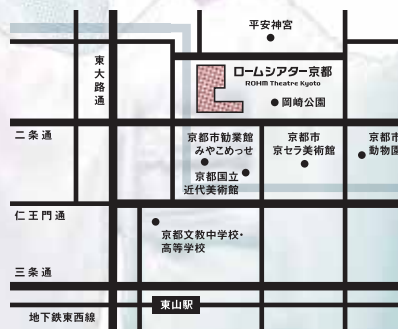 平安神宮
東大路通
ロームシアター京都
ROHM Theatre Kyoto
岡崎公園
二条通
京都市勧業館
みやこめっせ
京都市
京セラ美術館
京都市
動物園
京都国立
近代美術館
仁王門通
京都文教中学校・
高等学校
三条通
東山駅
地下鉄東西線